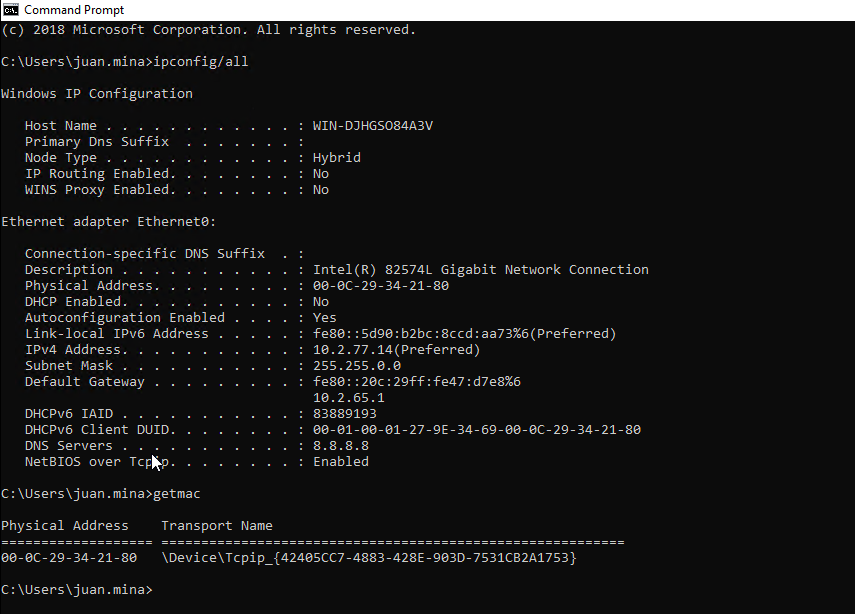 Command Prompt
(c) 2018 Microsoft Corporation. All rights reserved.
C:\Users\juan.mina>ipconfig/all
Windows IP Configuration
Host Name . . . . . . . . . . . . : WIN-DJHGSO84A3V
Primary Dns Suffix . . . . . . . :
Node Type . . . . . . . . . . . . : Hybrid
IP Routing Enabled. . . . . . . . : No
WINS Proxy Enabled. . . . . . . . : No
Ethernet adapter Ethernet0:
Connection-specific DNS Suffix . :
Description . . . . . . . . . . . : Intel(R) 82574L Gigabit Network Connection
Physical Address. . . . . . . . . : 00-0C-29-34-21-80
DHCP Enabled. . . . . . . . . . . : No
Autoconfiguration Enabled . . . . : Yes
Link-local IPv6 Address . . . . . : fe80::5d90:b2bc:8ccd:aa73%6(Preferred)
IPv4 Address. . . . . . . . . . . : 10.2.77.14(Preferred)
Subnet Mask . . . . . . . . . . . : 255.255.0.0
Default Gateway . . . . . . . . . : fe80::20c:29ff:fe47:d7e8%6
10.2.65.1
DHCPv6 IAID . . . . . . . . . . . : 83889193
DHCPv6 Client DUID. . . . . . . . : 00-01-00-01-27-9E-34-69-00-0C-29-34-21-80
DNS Servers . . . . . . . . . . . : 8.8.8.8
NetBIOS over Tcpip. . . . . . . . : Enabled
C:\Users\juan.mina>getmac
Physical Address    Transport Name
=================== ==========================================================
00-0C-29-34-21-80   \Device\Tcpip_{42405CC7-4883-428E-903D-7531CB2A1753}
C:\Users\juan.mina>